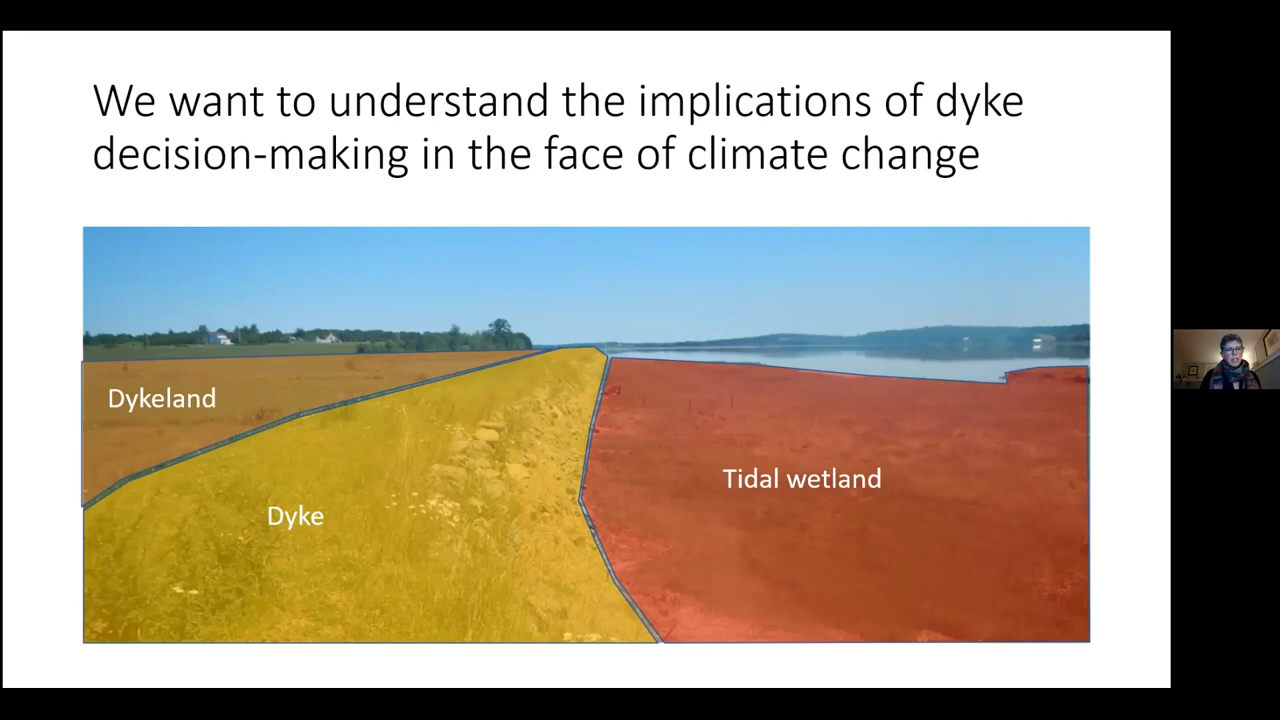 We want to understand the implications of dyke
decision-making in the face of climate change
Dykeland
Tidal wetland
Dyke